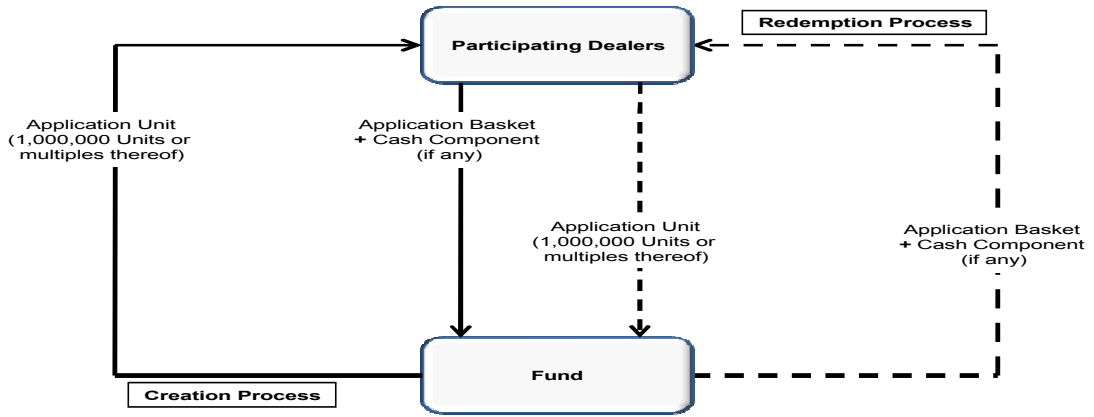 Redemption Process
Participating Dealers
Application Unit
(1,000,000 Units or
multiples thereof)
Application Basket
+ Cash Component
(if any)
Application Unit
(1,000,000 Units or
multiples thereof)
Application Basket
+ Cash Component
(if any)
Fund
Creation Process